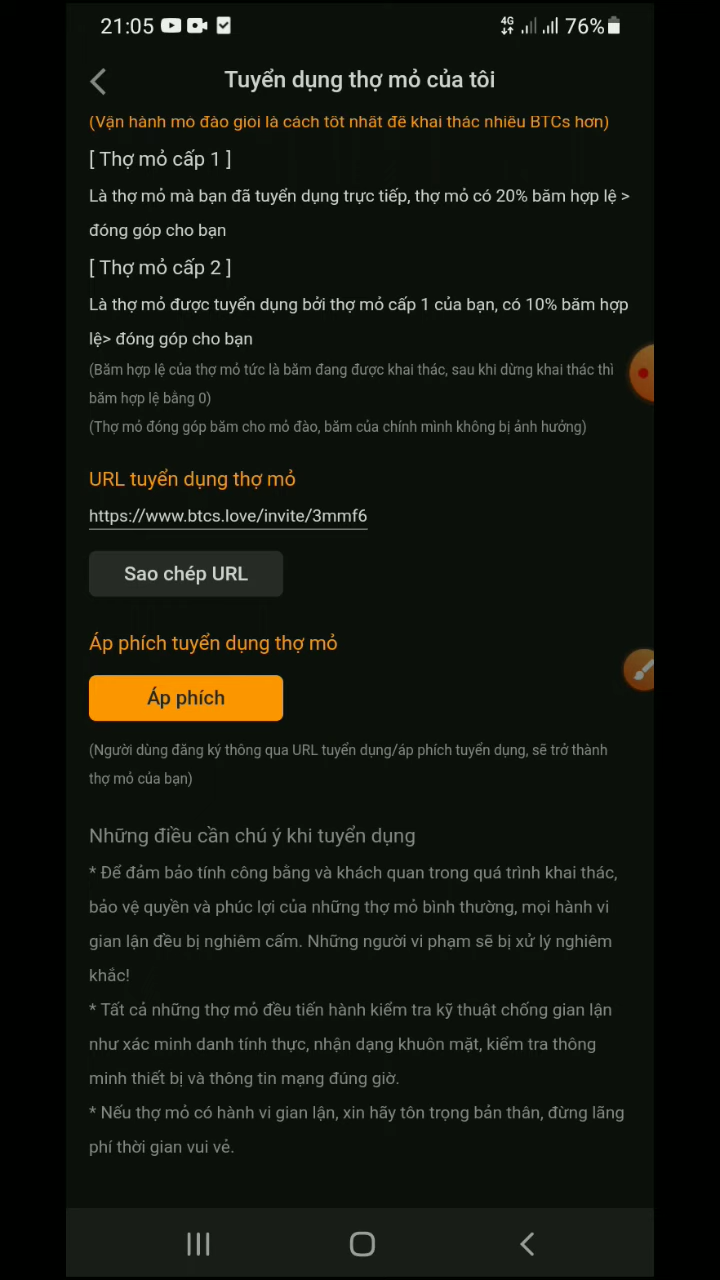 21:05
4G 76%
Tuyển dụng thợ mỏ của tôi
(Vận hành mỏ đào giỏi là cách tốt nhất để khai thác nhiều BTCs hơn)
[ Thợ mỏ cấp 1 ]
Là thợ mỏ mà bạn đã tuyển dụng trực tiếp, thợ mỏ có 20% băm hợp lệ >
đóng góp cho bạn
[ Thợ mỏ cấp 2 ]
Là thợ mỏ được tuyển dụng bởi thợ mỏ cấp 1 của bạn, có 10% băm hợp
lệ> đóng góp cho bạn
(Băm hợp lệ của thợ mỏ tức là băm đang được khai thác, sau khi dừng khai thác thì
băm hợp lệ bằng 0)
(Thợ mỏ đóng góp băm cho mỏ đào, băm của chính mình không bị ảnh hưởng)
URL tuyển dụng thợ mỏ
https://www.btcs.love/invite/3mmf6
Sao chép URL
Áp phích tuyển dụng thợ mỏ
Áp phích
(Người dùng đăng ký thông qua URL tuyển dụng/áp phích tuyển dụng, sẽ trở thành
thợ mỏ của bạn)
Những điều cần chú ý khi tuyển dụng
* Để đảm bảo tính công bằng và khách quan trong quá trình khai thác,
bảo vệ quyền và phúc lợi của những thợ mỏ bình thường, mọi hành vi
gian lận đều bị nghiêm cấm. Những người vi phạm sẽ bị xử lý nghiêm
khắc!
* Tất cả những thợ mỏ đều tiến hành kiểm tra kỹ thuật chống gian lận
như xác minh danh tính thực, nhận dạng khuôn mặt, kiểm tra thông
minh thiết bị và thông tin mạng đúng giờ.
* Nếu thợ mỏ có hành vi gian lận, xin hãy tôn trọng bản thân, đừng lãng
phí thời gian vui vẻ.